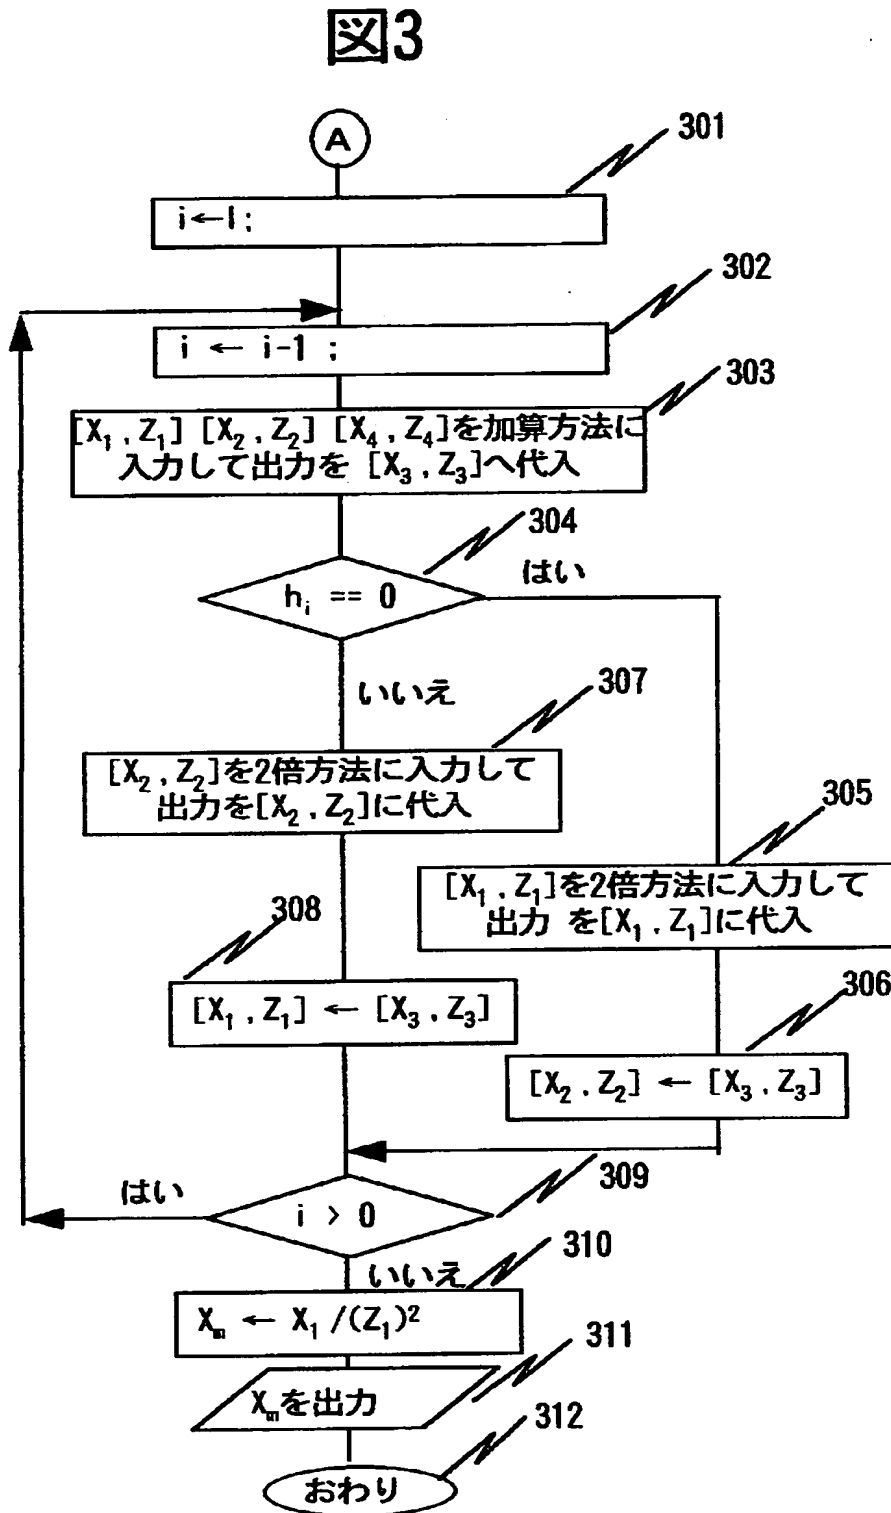 図3
A
301
i←l;
302
i ← i-1 ;
303
[X₁,Z₁] [X₂,Z₂] [X₄,Z₄]を加算方法に
入力して出力を [X₃,Z₃]へ代入
304
はい
hᵢ == 0
いいえ
307
[X₂,Z₂]を2倍方法に入力して
出力を[X₂,Z₂]に代入
305
[X₁,Z₁]を2倍方法に入力して
出力 を[X₁,Z₁]に代入
308
[X₁,Z₁] ← [X₃,Z₃]
306
[X₂,Z₂] ← [X₃,Z₃]
309
はい
i > 0
310
いいえ
Xₘ ← X₁/(Z₁)²
311
Xₘを出力
312
おわり